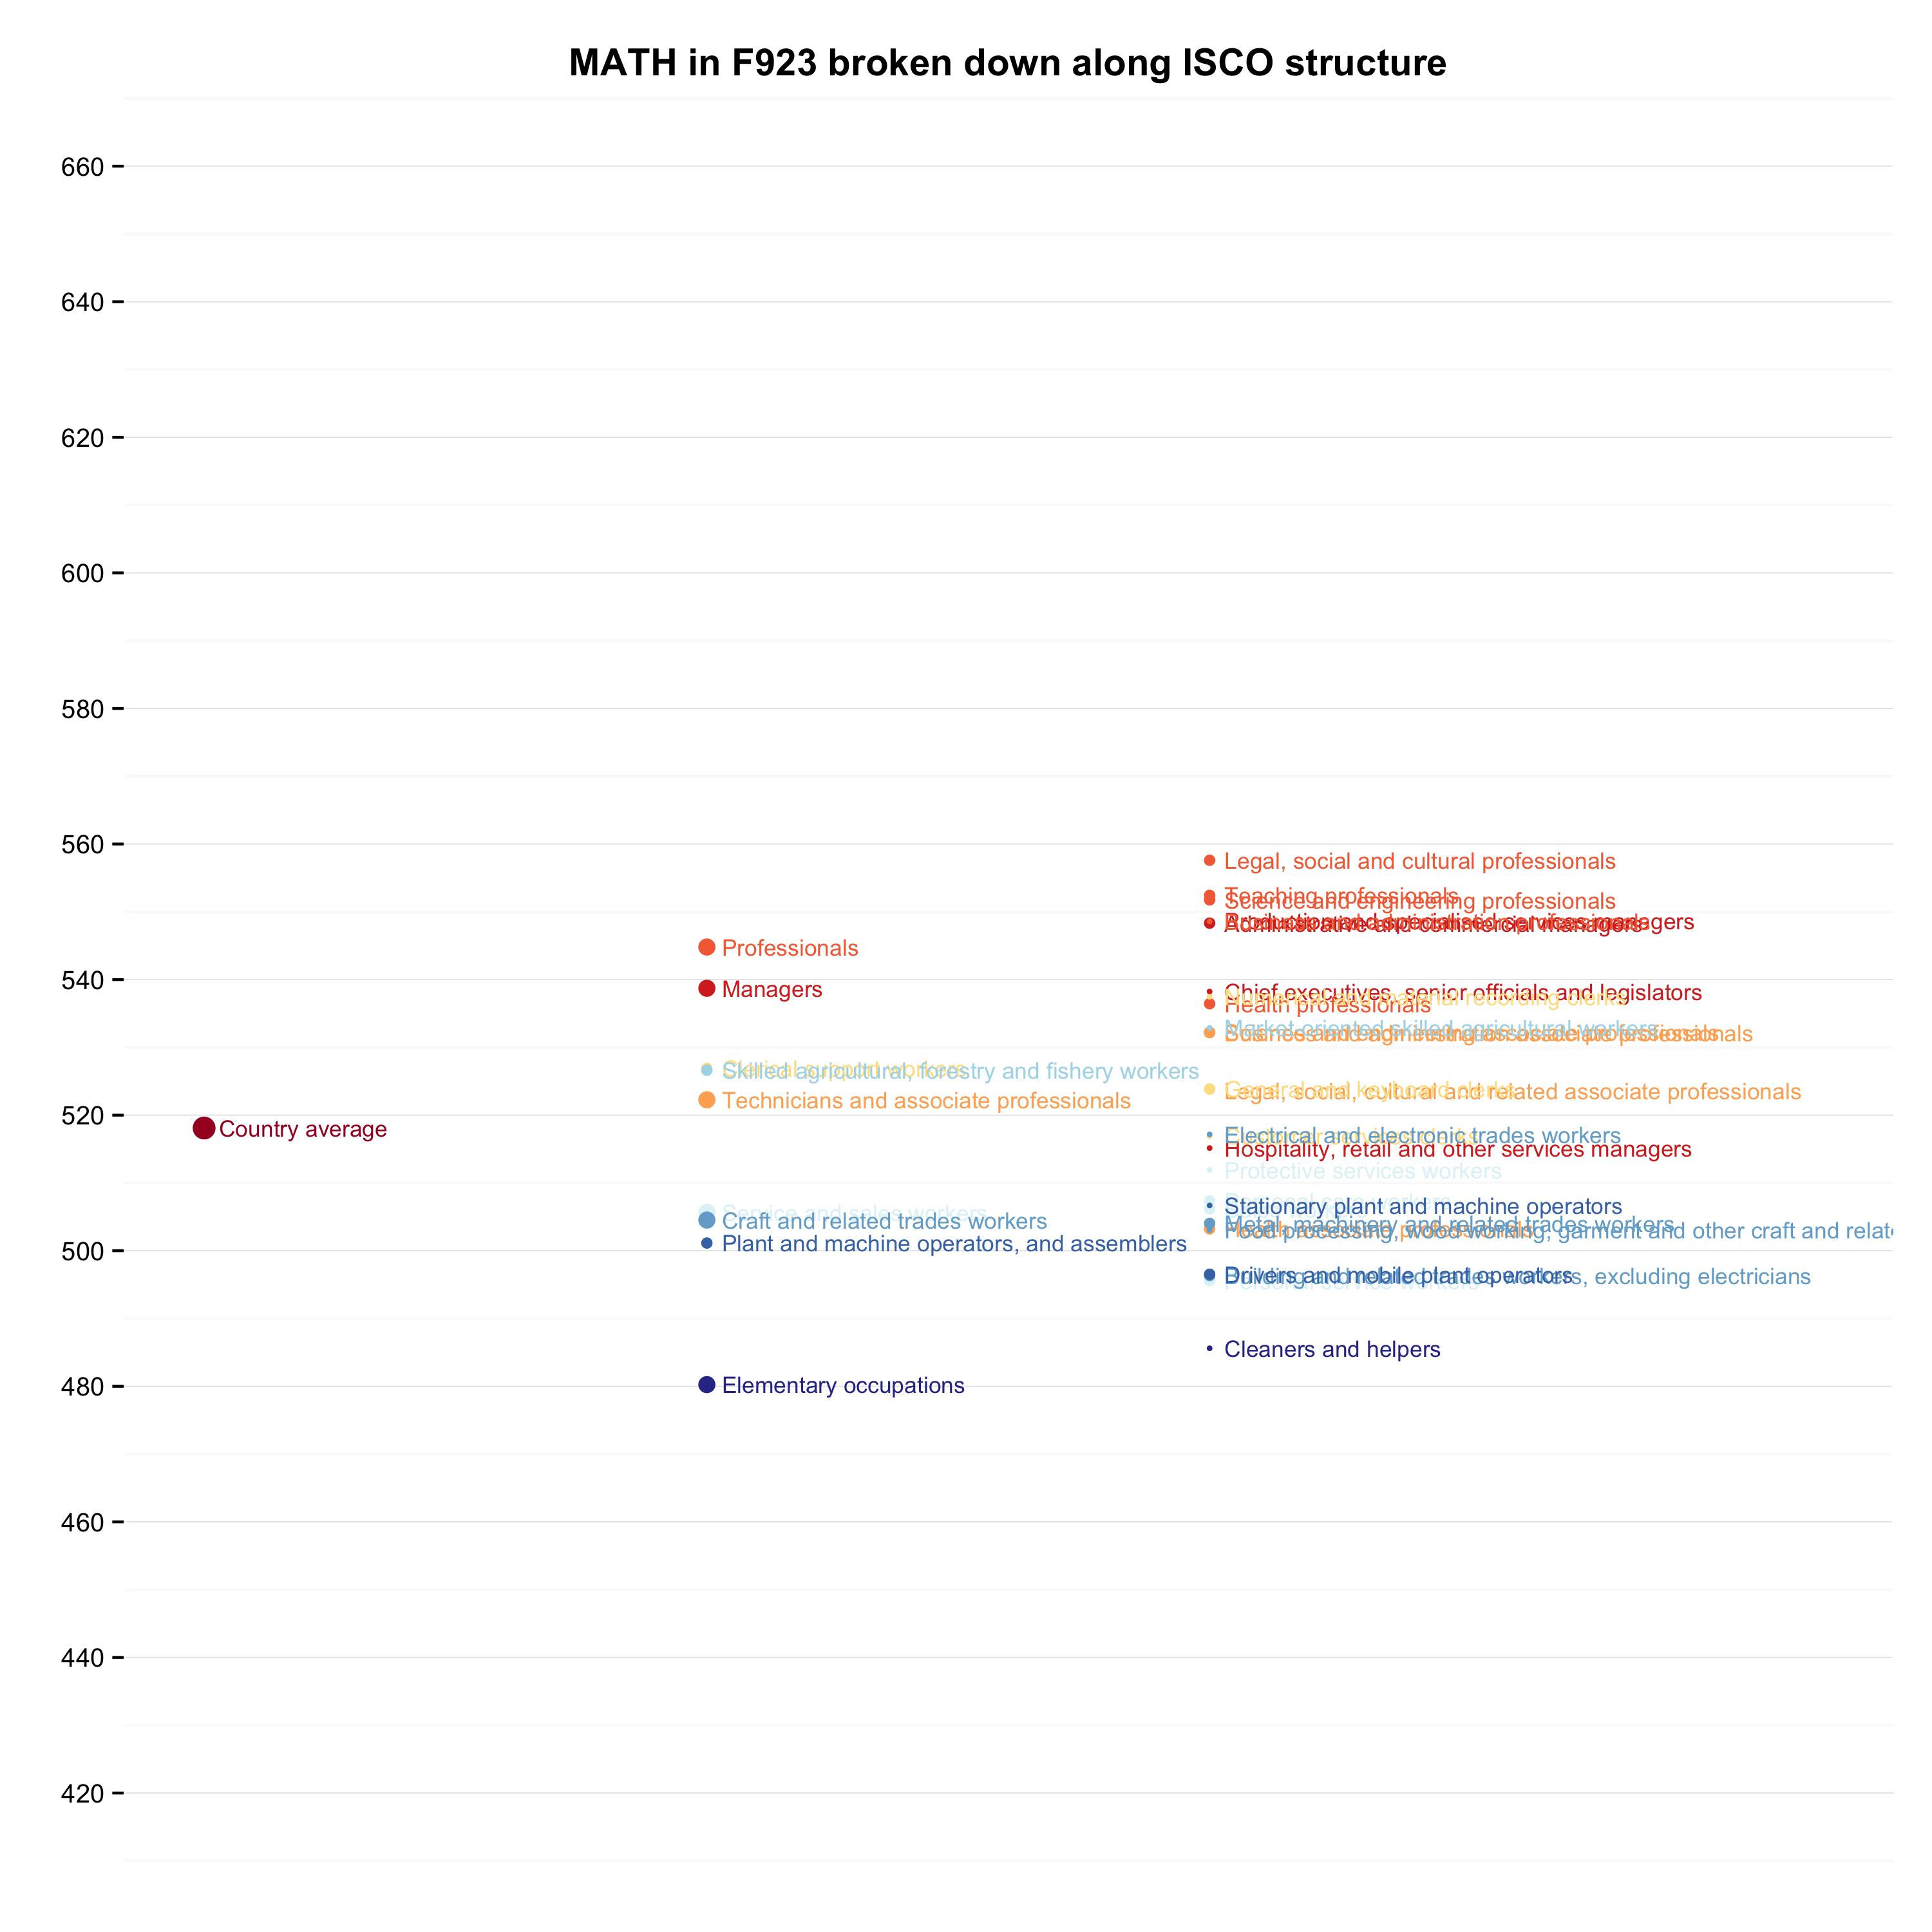 MATH in F923 broken down along ISCO structure
660
640
620
600
580
560
540
520
500
480
460
440
420
Country average
Professionals
Managers
Clerical support workers
Skilled agricultural, forestry and fishery workers
Technicians and associate professionals
Service and sales workers
Craft and related trades workers
Plant and machine operators, and assemblers
Elementary occupations
Legal, social and cultural professionals
Teaching professionals
Science and engineering professionals
Production and specialised services managers
Administrative and commercial managers
Chief executives, senior officials and legislators
Numerical and material recording clerks
Health professionals
Market-oriented skilled agricultural workers
Business and administration associate professionals
General and keyboard clerks
Legal, social, cultural and related associate professionals
Electrical and electronic trades workers
Customer services clerks
Hospitality, retail and other services managers
Protective services workers
Personal care workers
Stationary plant and machine operators
Metal, machinery and related trades workers
Health associate professionals
Food processing, wood working, garment and other craft and relat
Drivers and mobile plant operators
Building and related trades workers, excluding electricians
Personal service workers
Cleaners and helpers